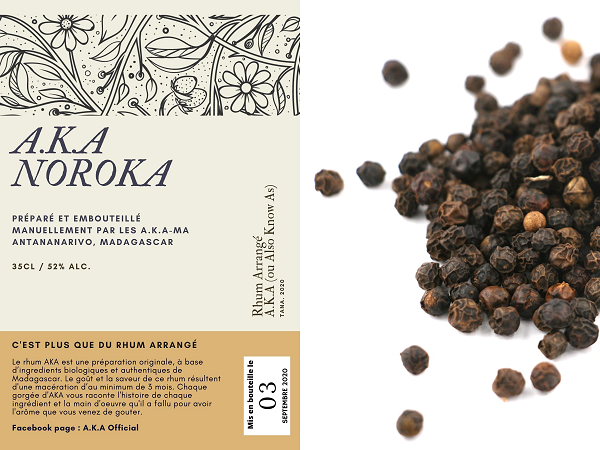 A.K.A
NOROKA
PRÉPARÉ ET EMBOUTEILLÉ
MANUELLEMENT PAR LES A.K.A-MA
ANTANANARIVO, MADAGASCAR
35CL / 52% ALC.
Rhum Arrangé
A.K.A (ou Also Know As)
TANA. 2020
C'EST PLUS QUE DU RHUM ARRANGÉ
Le rhum AKA est une préparation originale, à base
d'ingredients biologiques et authentiques de
Madagascar. Le goût et la saveur de ce rhum résultent
d'une macération d'au minimum de 3 mois. Chaque
gorgée d'AKA vous raconte l'histoire de chaque
ingrédient et la main d'oeuvre qu'il a fallu pour avoir
l'arôme que vous venez de gouter.
Facebook page : A.K.A Official
Mis en bouteille le
03
SEPTEMBRE 2020